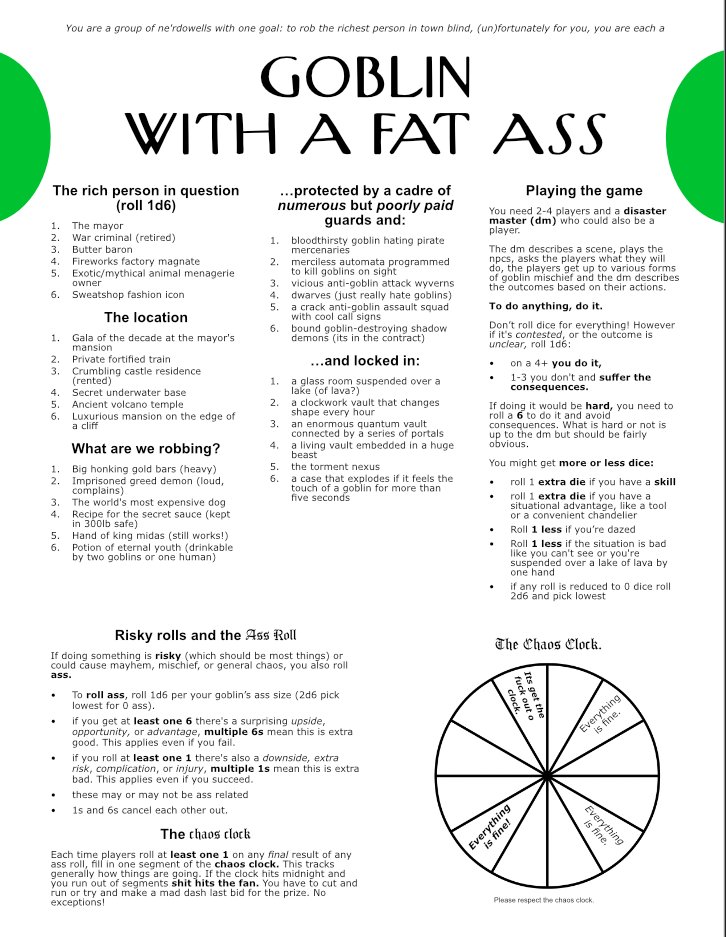 You are a group of ne'rdowells with one goal: to rob the richest person in town blind, (un)fortunately for you, you are each a
GOBLIN
WITH A FAT ASS
The rich person in question
(roll 1d6)
1. The mayor
2. War criminal (retired)
3. Butter baron
4. Fireworks factory magnate
5. Exotic/mythical animal menagerie
owner
6. Sweatshop fashion icon
The location
1. Gala of the decade at the mayor's
mansion
2. Private fortified train
3. Crumbling castle residence
(rented)
4. Secret underwater base
5. Ancient volcano temple
6. Luxurious mansion on the edge of
a cliff
What are we robbing?
1. Big honking gold bars (heavy)
2. Imprisoned greed demon (loud,
complains)
3. The world's most expensive dog
4. Recipe for the secret sauce (kept
in 300lb safe)
5. Hand of king midas (still works!)
6. Potion of eternal youth (drinkable
by two goblins or one human)
...protected by a cadre of
numerous but poorly paid
guards and:
1. bloodthirsty goblin hating pirate
mercenaries
2. merciless automata programmed
to kill goblins on sight
3. vicious anti-goblin attack wyverns
4. dwarves (just really hate goblins)
5. a crack anti-goblin assault squad
with cool call signs
6. bound goblin-destroying shadow
demons (its in the contract)
...and locked in:
1. a glass room suspended over a
lake (of lava?)
2. a clockwork vault that changes
shape every hour
3. an enormous quantum vault
connected by a series of portals
4. a living vault embedded in a huge
beast
5. the torment nexus
6. a case that explodes if it feels the
touch of a goblin for more than
five seconds
Playing the game
You need 2-4 players and a disaster
master (dm) who could also be a
player.
The dm describes a scene, plays the
npcs, asks the players what they will
do, the players get up to various forms
of goblin mischief and the dm describes
the outcomes based on their actions.
To do anything, do it.
Don't roll dice for everything! However
if it's contested, or the outcome is
unclear, roll 1d6:
• on a 4+ you do it,
• 1-3 you don't and suffer the
consequences.
If doing it would be hard, you need to
roll a 6 to do it and avoid
consequences. What is hard or not is
up to the dm but should be fairly
obvious.
You might get more or less dice:
• roll 1 extra die if you have a skill
• roll 1 extra die if you have a
situational advantage, like a tool
or a convenient chandelier
• Roll 1 less if you're dazed
• Roll 1 less if the situation is bad
like you can't see or you're
suspended over a lake of lava by
one hand
• if any roll is reduced to 0 dice roll
2d6 and pick lowest
Risky rolls and the Ass Roll
If doing something is risky (which should be most things) or
could cause mayhem, mischief, or general chaos, you also roll
ass.
• To roll ass, roll 1d6 per your goblin's ass size (2d6 pick
lowest for 0 ass).
• if you get at least one 6 there's a surprising upside,
opportunity, or advantage, multiple 6s mean this is extra
good. This applies even if you fail.
• if you roll at least one 1 there's also a downside, extra
risk, complication, or injury, multiple 1s mean this is extra
bad. This applies even if you succeed.
• these may or may not be ass related
• 1s and 6s cancel each other out.
The chaos clock
Each time players roll at least one 1 on any final result of any
ass roll, fill in one segment of the chaos clock. This tracks
generally how things are going. If the clock hits midnight and
you run out of segments shit hits the fan. You have to cut and
run or try and make a mad dash last bid for the prize. No
exceptions!
The Chaos Clock.
Its get the
fuck out o
clock.
Everything
is fine.
Everything
is fine.
Everything
is fine!
Please respect the chaos clock.